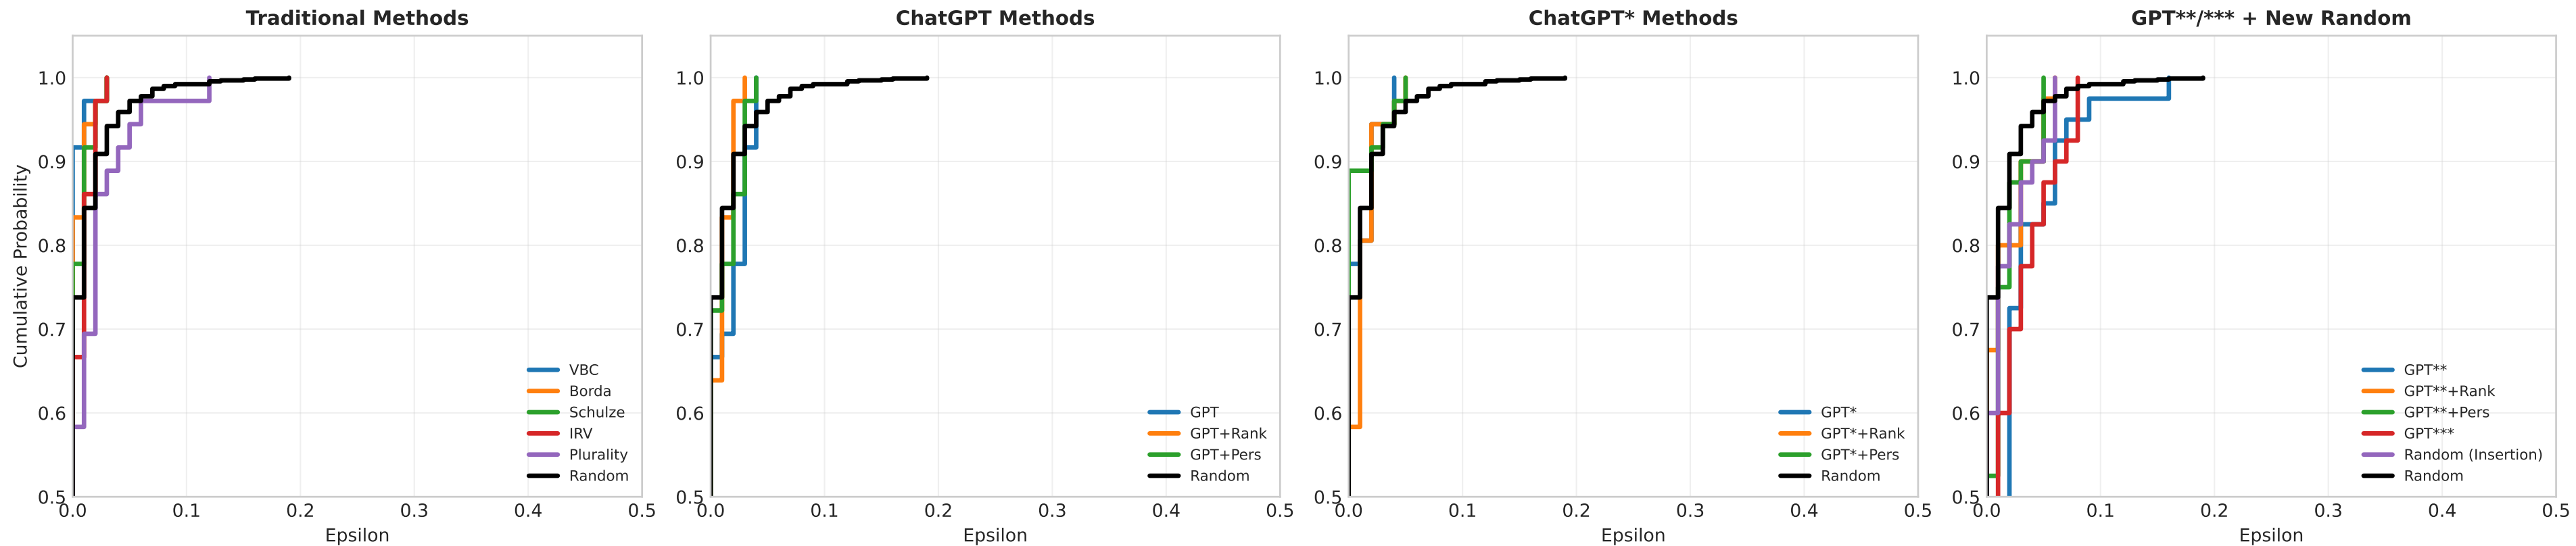 Traditional Methods
Cumulative Probability
1.0
0.9
0.8
0.7
0.6
0.5
0.0 0.1 0.2 0.3 0.4 0.5
Epsilon
VBC
Borda
Schulze
IRV
Plurality
Random
ChatGPT Methods
1.0
0.9
0.8
0.7
0.6
0.5
0.0 0.1 0.2 0.3 0.4 0.5
Epsilon
GPT
GPT+Rank
GPT+Pers
Random
ChatGPT* Methods
1.0
0.9
0.8
0.7
0.6
0.5
0.0 0.1 0.2 0.3 0.4 0.5
Epsilon
GPT*
GPT*+Rank
GPT*+Pers
Random
GPT**/*** + New Random
1.0
0.9
0.8
0.7
0.6
0.5
0.0 0.1 0.2 0.3 0.4 0.5
Epsilon
GPT**
GPT**+Rank
GPT**+Pers
GPT***
Random (Insertion)
Random